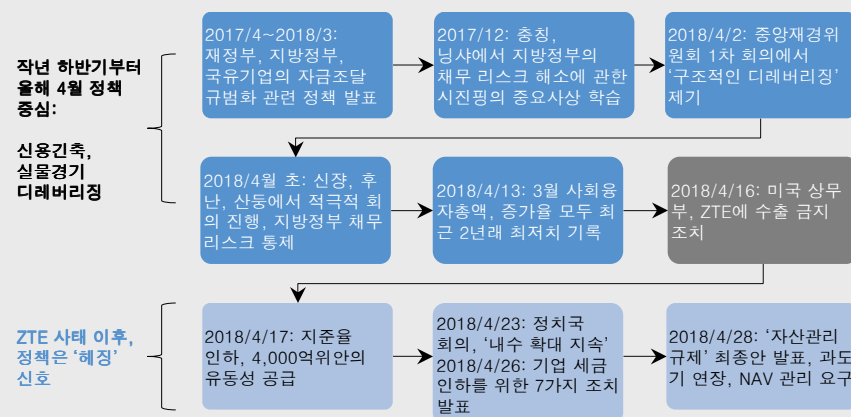 작년 하반기부터
올해 4월 정책
중심:
신용긴축,
실물경기
디레버리징
2017/4~2018/3:
재정부, 지방정부,
국유기업의 자금조달
규범화 관련 정책 발표
2017/12: 충칭,
닝샤에서 지방정부의
채무 리스크 해소에 관한
시진핑의 중요사상 학습
2018/4/2: 중앙재경위
원회 1차 회의에서
‘구조적인 디레버리징’
제기
2018/4월 초: 신쟝, 후
난, 산둥에서 적극적 회
의 진행, 지방정부 채무
리스크 통제
2018/4/13: 3월 사회융
자총액, 증가율 모두 최
근 2년래 최저치 기록
2018/4/16: 미국 상무
부, ZTE에 수출 금지
조치
ZTE 사태 이후,
정책은 ‘헤징’
신호
2018/4/17: 지준율
인하, 4,000억위안의
유동성 공급
2018/4/23: 정치국
회의, ‘내수 확대 지속’
2018/4/26: 기업 세금
인하를 위한 7가지 조치
발표
2018/4/28: ‘자산관리
규제’ 최종안 발표, 과도
기 연장, NAV 관리 요구